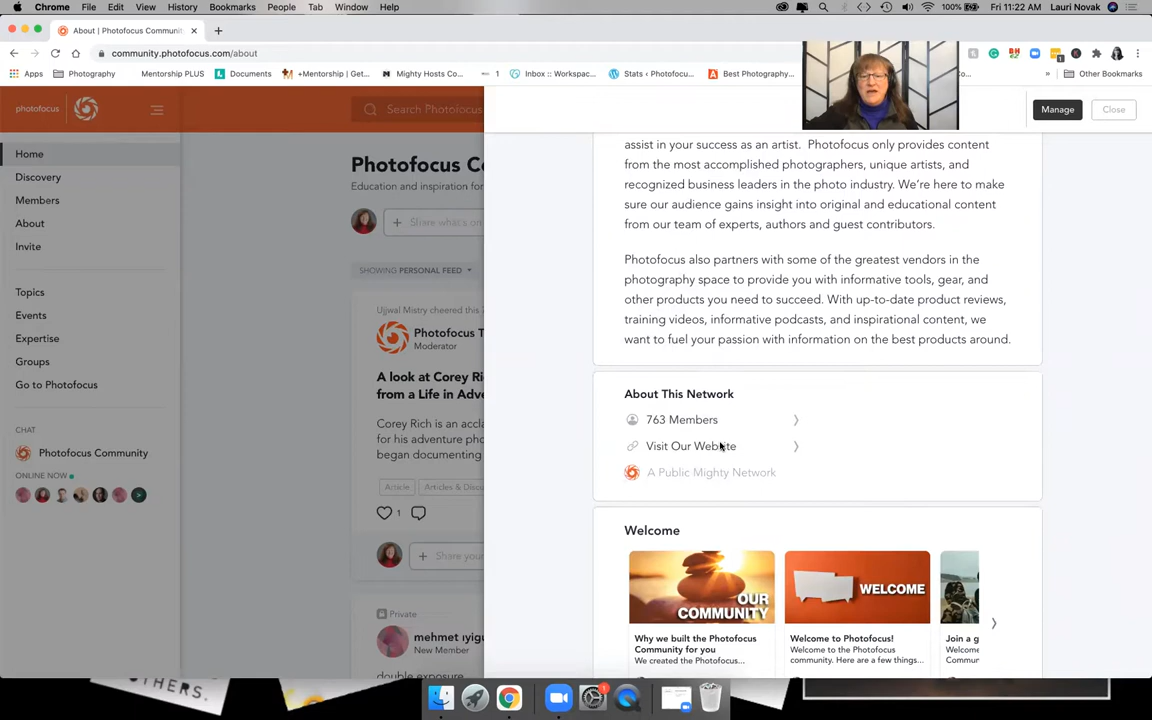 Chrome File Edit View History Bookmarks People Tab Window Help
100% Fri 11:22 AM Lauri Novak
About | Photofocus Community
community.photofocus.com/about
Apps Photography Mentorship PLUS Documents +Mentorship | Get... Mighty Hosts Co... 1 Inbox :: Workspac... Stats ‹ Photofocu... Best Photography... Co... Other Bookmarks
photofocus
Manage
Close
Home
Discovery
Members
About
Invite
Topics
Events
Expertise
Groups
Go to Photofocus
CHAT
Photofocus Community
ONLINE NOW
Photofocus C
Education and inspiration for
Share what's on
SHOWING PERSONAL FEED
Ujjwal Mistry cheered this
Photofocus T
Moderator
A look at Corey Ri
from a Life in Adv
Corey Rich is an accla
for his adventure pho
began documenting
Article Articles & Discu
1
Share your
Private
mehmet ıyigu
New Member
double exposure
assist in your success as an artist. Photofocus only provides content
from the most accomplished photographers, unique artists, and
recognized business leaders in the photo industry. We're here to make
sure our audience gains insight into original and educational content
from our team of experts, authors and guest contributors.
Photofocus also partners with some of the greatest vendors in the
photography space to provide you with informative tools, gear, and
other products you need to succeed. With up-to-date product reviews,
training videos, informative podcasts, and inspirational content, we
want to fuel your passion with information on the best products around.
About This Network
763 Members
Visit Our Website
A Public Mighty Network
Welcome
OUR
COMMUNITY
WELCOME
Why we built the Photofocus
Community for you
We created the Photofocus...
Welcome to Photofocus!
Welcome to the Photofocus
community. Here are a few things...
Join a g
Welcome
Commur
THERS.
1